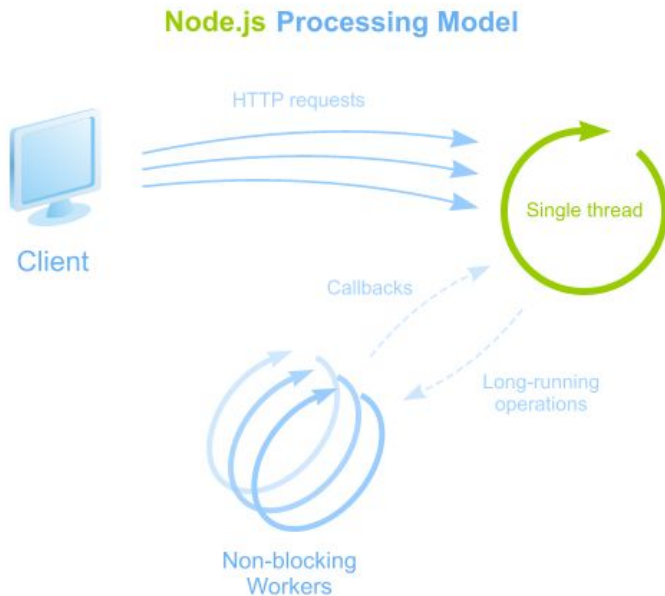 Node.js Processing Model
HTTP requests
Single thread
Client
Callbacks
Long-running
operations
Non-blocking
Workers